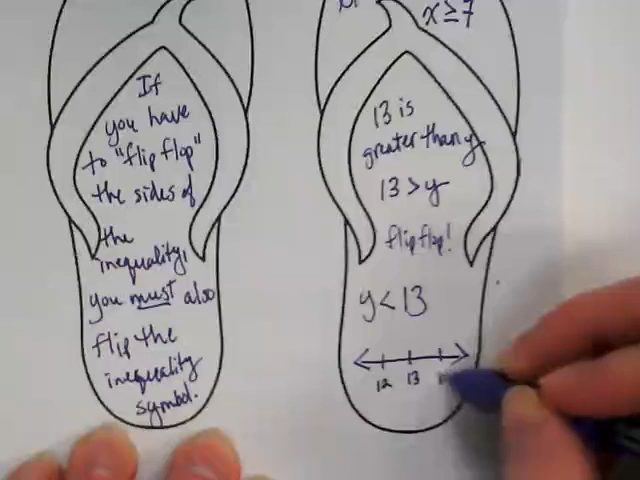 If
you have
to "flip flop"
the sides of
the
inequality,
you must also
flip the
inequality
symbol.
x ≥ 7
13 is
greater than y
13 > y
flip flop!
y < 13
12 13